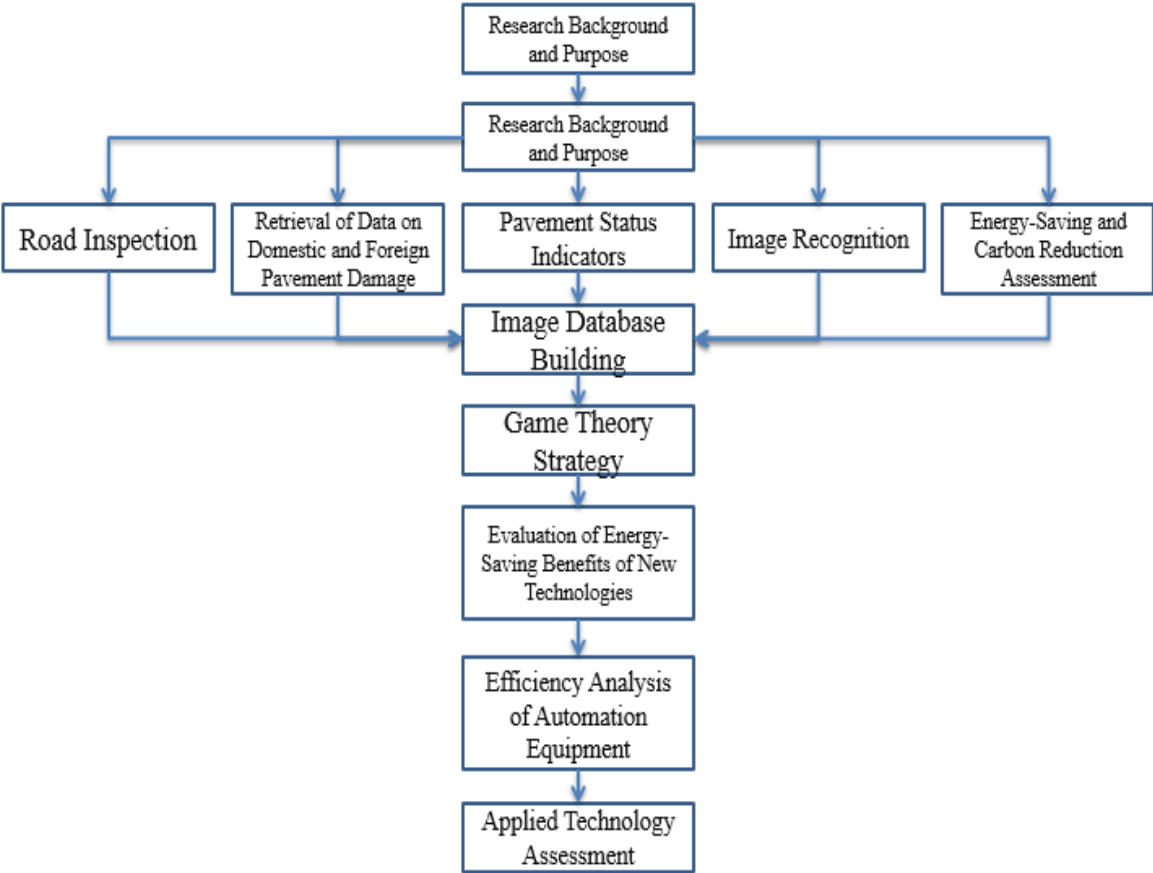 Research Background
and Purpose
Research Background
and Purpose
Road Inspection
Retrieval of Data on
Domestic and Foreign
Pavement Damage
Pavement Status
Indicators
Image Recognition
Energy-Saving and
Carbon Reduction
Assessment
Image Database
Building
Game Theory
Strategy
Evaluation of Energy-
Saving Benefits of New
Technologies
Efficiency Analysis
of Automation
Equipment
Applied Technology
Assessment